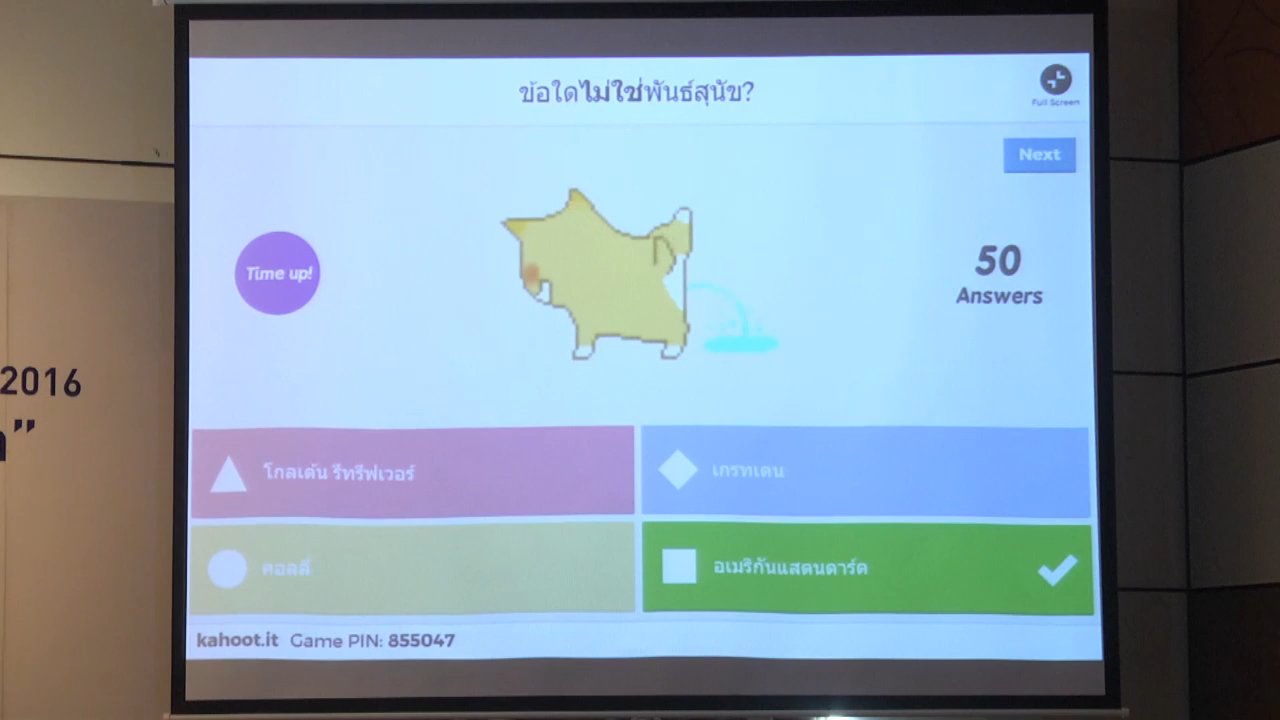 ข้อใดไม่ใช่พันธ์สุนัข?
Full Screen
Next
Time up!
50
Answers
2016
”
โกลเด้น รีทรีฟเวอร์
เกรทเดน
คอลลี่
อเมริกันแสตนดาร์ด
kahoot.it Game PIN: 855047